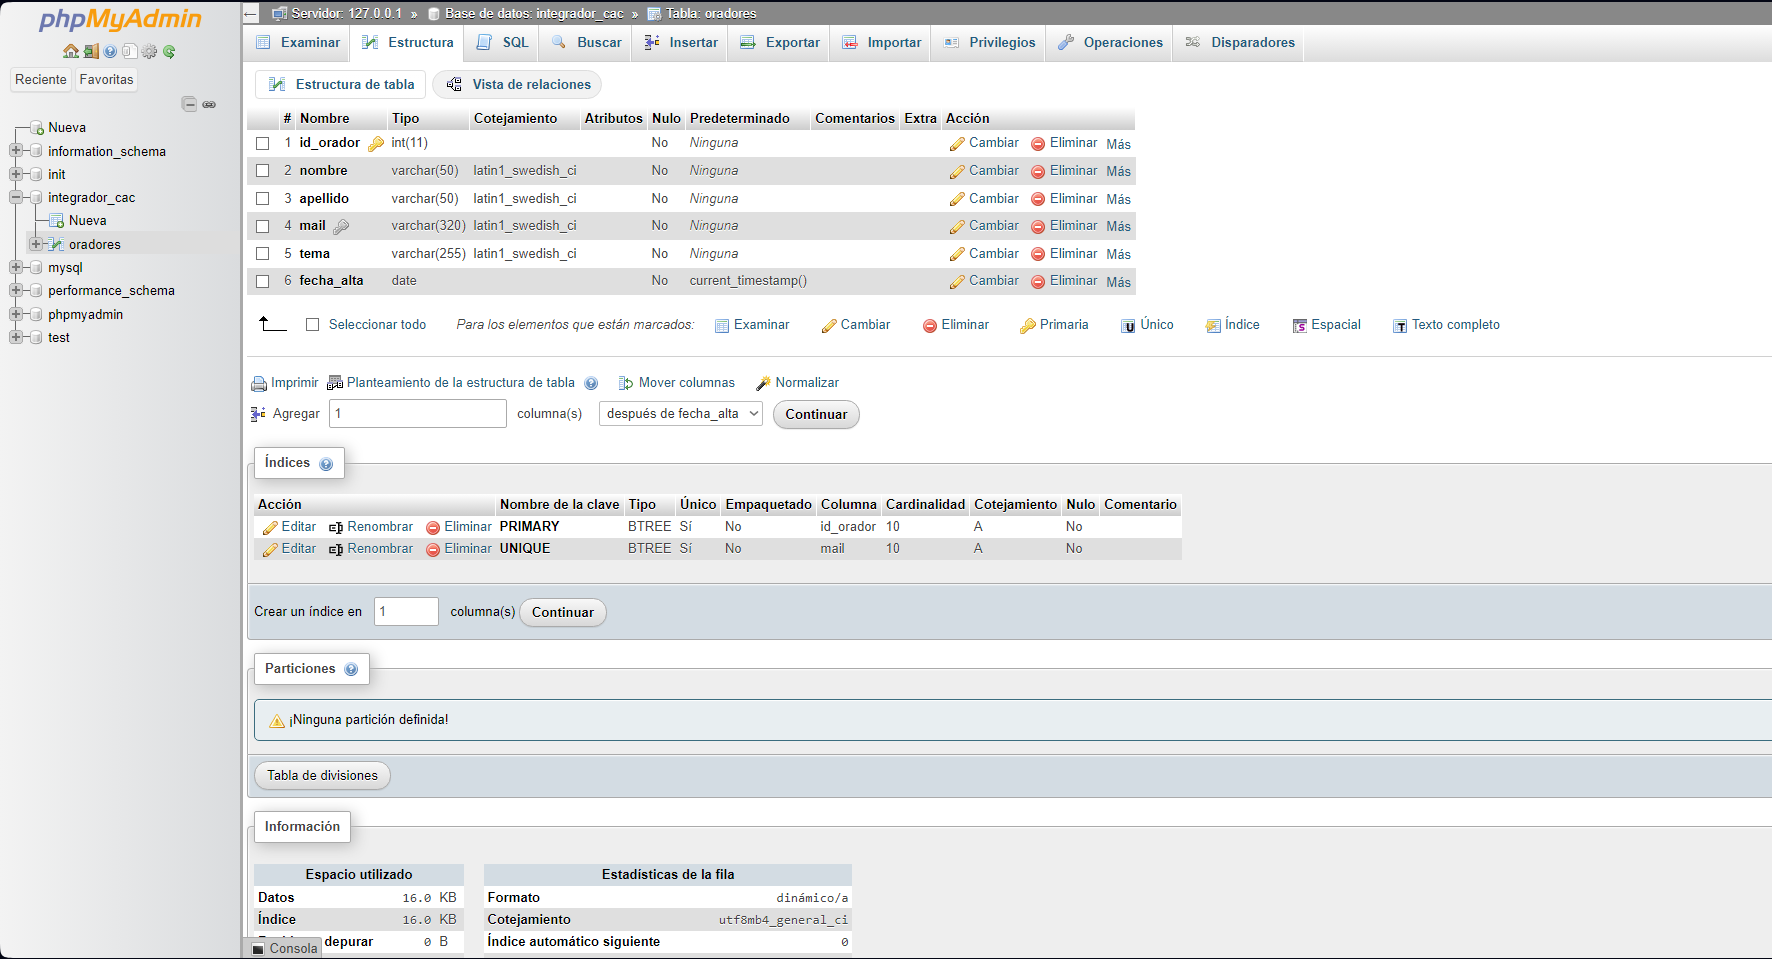 phpMyAdmin
Reciente Favoritas
Nueva
information_schema
init
integrador_cac
Nueva
oradores
mysql
performance_schema
phpmyadmin
test
Servidor: 127.0.0.1 » Base de datos: integrador_cac » Tabla: oradores
Examinar Estructura SQL Buscar Insertar Exportar Importar Privilegios Operaciones Disparadores
Estructura de tabla Vista de relaciones
# Nombre Tipo Cotejamiento Atributos Nulo Predeterminado Comentarios Extra Acción
1 id_orador int(11) No Ninguna Cambiar Eliminar Más
2 nombre varchar(50) latin1_swedish_ci No Ninguna Cambiar Eliminar Más
3 apellido varchar(50) latin1_swedish_ci No Ninguna Cambiar Eliminar Más
4 mail varchar(320) latin1_swedish_ci No Ninguna Cambiar Eliminar Más
5 tema varchar(255) latin1_swedish_ci No Ninguna Cambiar Eliminar Más
6 fecha_alta date No current_timestamp() Cambiar Eliminar Más
Seleccionar todo Para los elementos que están marcados: Examinar Cambiar Eliminar Primaria Único Índice Espacial Texto completo
Imprimir Planteamiento de la estructura de tabla Mover columnas Normalizar
Agregar 1 columna(s) después de fecha_alta Continuar
Índices
Acción Nombre de la clave Tipo Único Empaquetado Columna Cardinalidad Cotejamiento Nulo Comentario
Editar Renombrar Eliminar PRIMARY BTREE Sí No id_orador 10 A No
Editar Renombrar Eliminar UNIQUE BTREE Sí No mail 10 A No
Crear un índice en 1 columna(s) Continuar
Particiones
¡Ninguna partición definida!
Tabla de divisiones
Información
Espacio utilizado
Datos 16.0 KB
Índice 16.0 KB
depurar 0 B
Estadísticas de la fila
Formato dinámico/a
Cotejamiento utf8mb4_general_ci
Índice automático siguiente 0
Consola